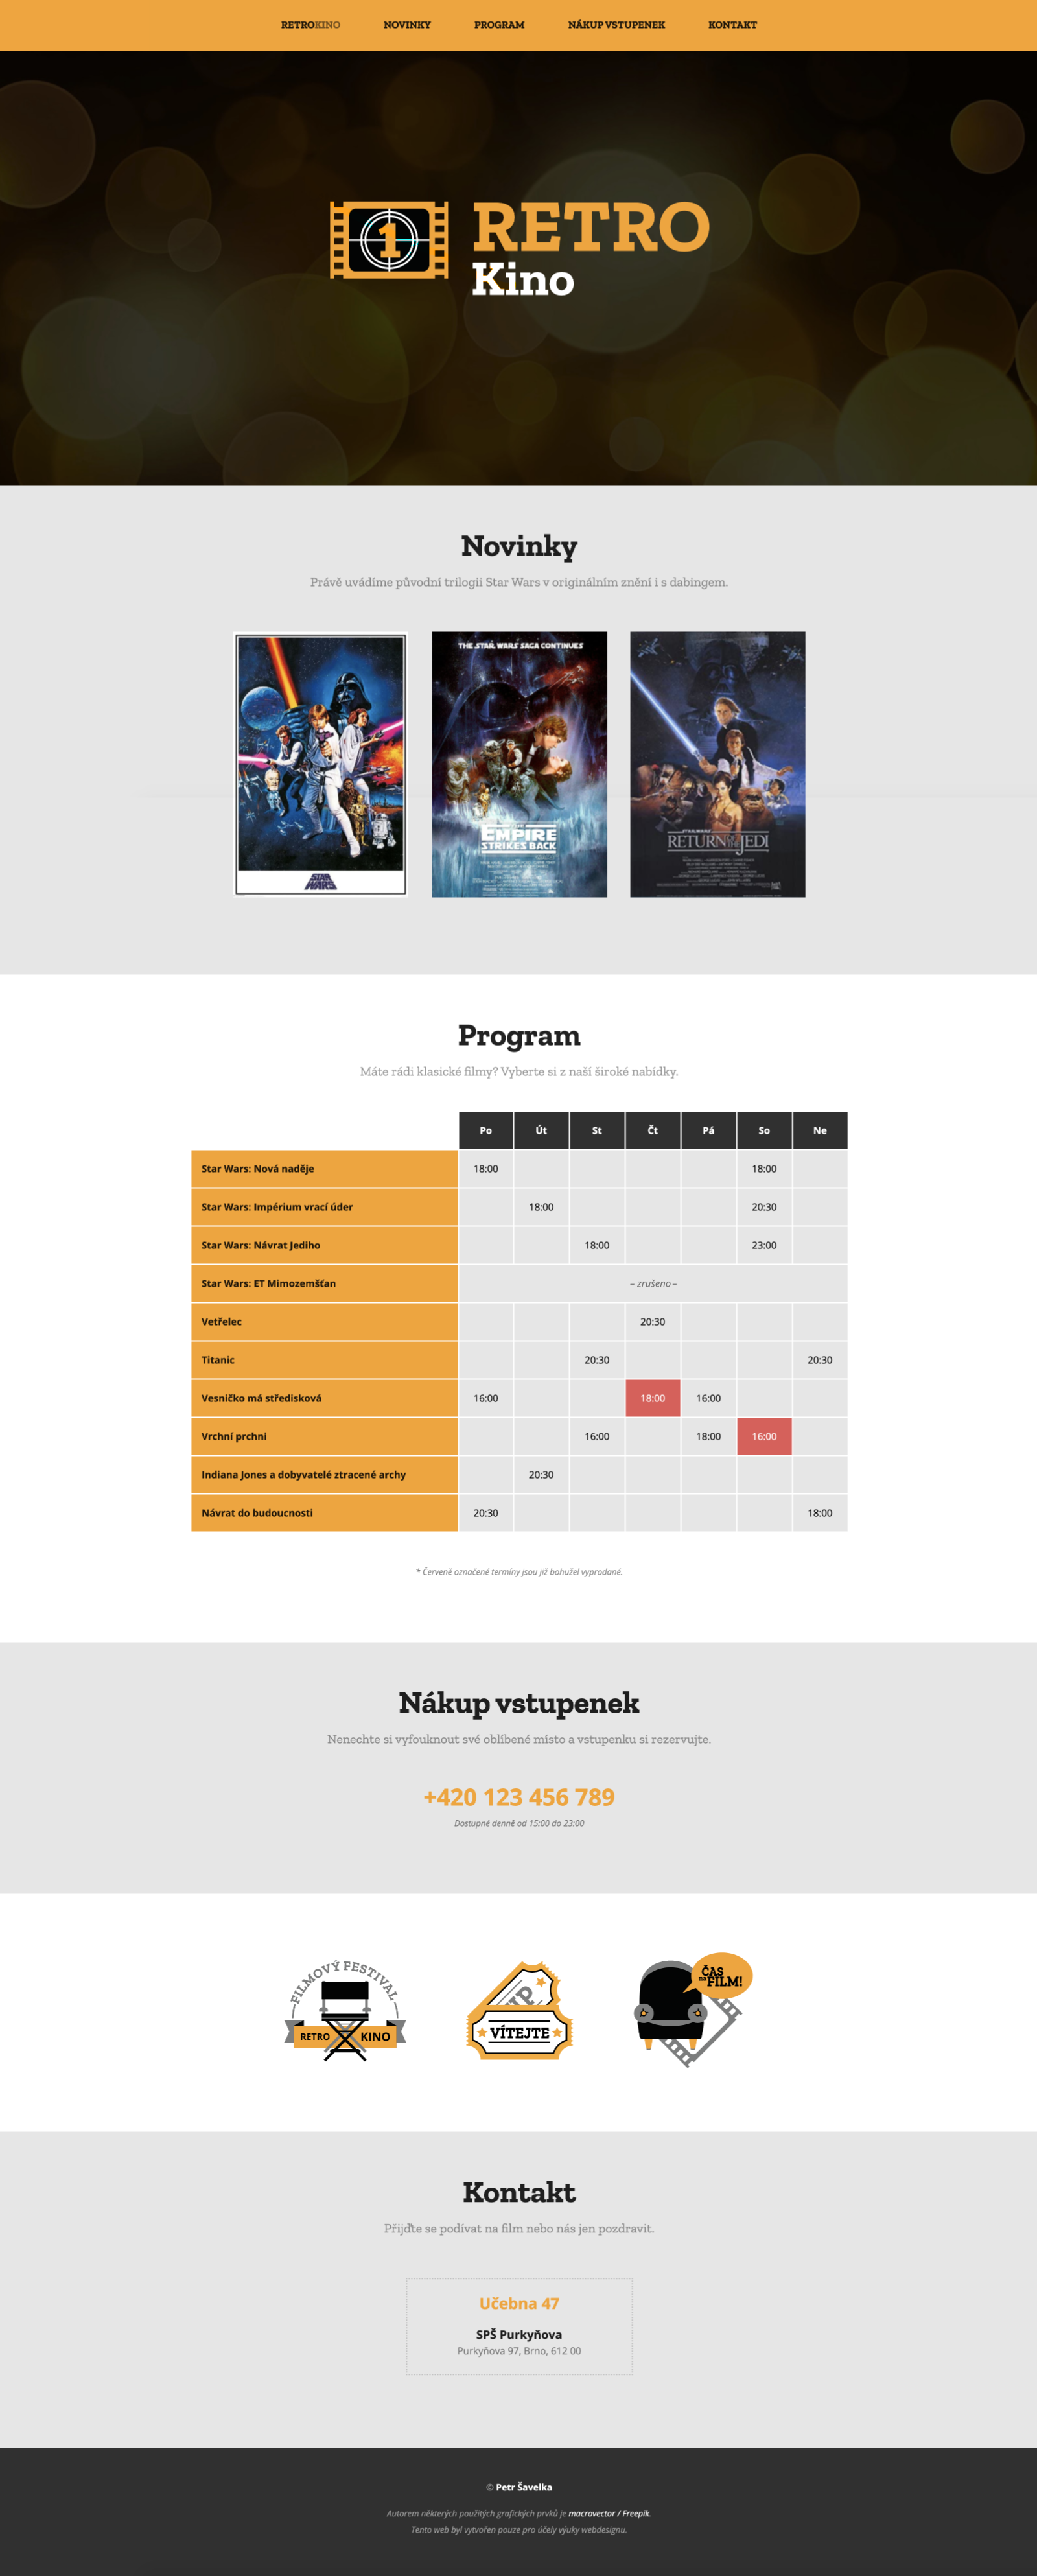 RETROKINO NOVINKY PROGRAM NÁKUP VSTUPENEK KONTAKT
1
RETRO
Kino
Novinky
Právě uvádíme původní trilogii Star Wars v originálním znění i s dabingem.
STAR WARS
THE STAR WARS SAGA CONTINUES
EMPIRE
STRIKES BACK
STAR WARS
RETURN OF THE JEDI
Program
Máte rádi klasické filmy? Vyberte si z naší široké nabídky.
Po Út St Čt Pá So Ne
Star Wars: Nová naděje 18:00 18:00
Star Wars: Impérium vrací úder 18:00 20:30
Star Wars: Návrat Jediho 18:00 23:00
Star Wars: ET Mimozemšťan – zrušeno –
Vetřelec 20:30
Titanic 20:30 20:30
Vesničko má středisková 16:00 18:00 16:00
Vrchní prchni 16:00 18:00 16:00
Indiana Jones a dobyvatelé ztracené archy 20:30
Návrat do budoucnosti 20:30 18:00
* Červeně označené termíny jsou již bohužel vyprodané.
Nákup vstupenek
Nenechte si vyfouknout své oblíbené místo a vstupenku si rezervujte.
+420 123 456 789
Dostupné denně od 15:00 do 23:00
FILMOVÝ FESTIVAL
RETRO KINO
VIP
VÍTEJTE
ČAS
na FILM!
Kontakt
Přijďte se podívat na film nebo nás jen pozdravit.
Učebna 47
SPŠ Purkyňova
Purkyňova 97, Brno, 612 00
© Petr Šavelka
Autorem některých použitých grafických prvků je macrovector / Freepik.
Tento web byl vytvořen pouze pro účely výuky webdesignu.